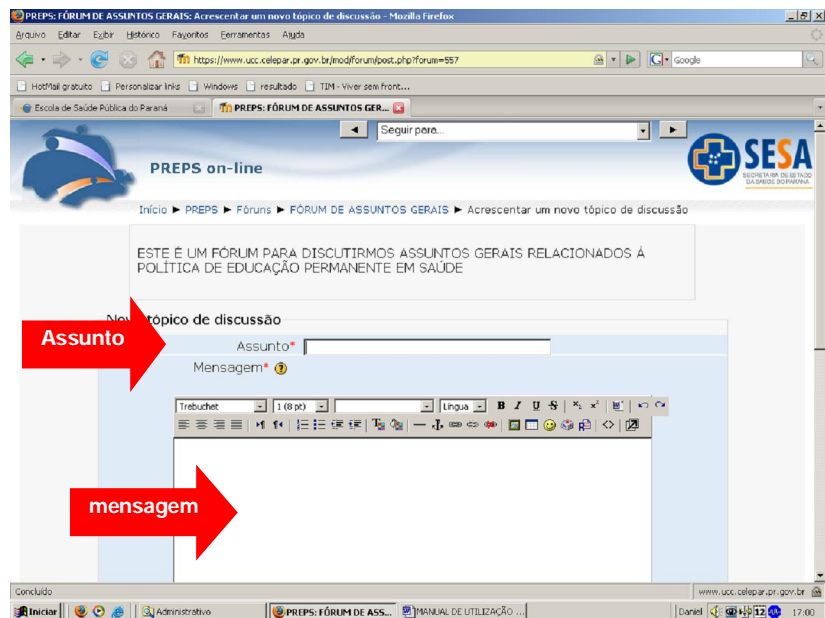 PREPS: FÓRUM DE ASSUNTOS GERAIS: Acrescentar um novo tópico de discussão - Mozilla Firefox
Arquivo Editar Exibir Histórico Favoritos Ferramentas Ajuda
https://www.ucc.celepar.pr.gov.br/mod/forum/post.php?forum=557
Google
HotMail gratuito Personalizar links Windows resultado TIM - Viver sem front...
Escola de Saúde Pública do Paraná PREPS: FÓRUM DE ASSUNTOS GER...
Seguir para...
PREPS on-line
SESA
SECRETARIA DE ESTADO
DA SAÚDE DO PARANÁ
Início ► PREPS ► Fóruns ► FÓRUM DE ASSUNTOS GERAIS ► Acrescentar um novo tópico de discussão
ESTE É UM FÓRUM PARA DISCUTIRMOS ASSUNTOS GERAIS RELACIONADOS Á
POLÍTICA DE EDUCAÇÃO PERMANENTE EM SAÚDE
tópico de discussão
Assunto
Assunto*
Mensagem*
Trebuchet 1 (8 pt) Língua B I U S
mensagem
Concluído www.ucc.celepar.pr.gov.br
Iniciar Administrativo PREPS: FÓRUM DE ASS... MANUAL DE UTILIZAÇÃO ... Daniel 12 17:00